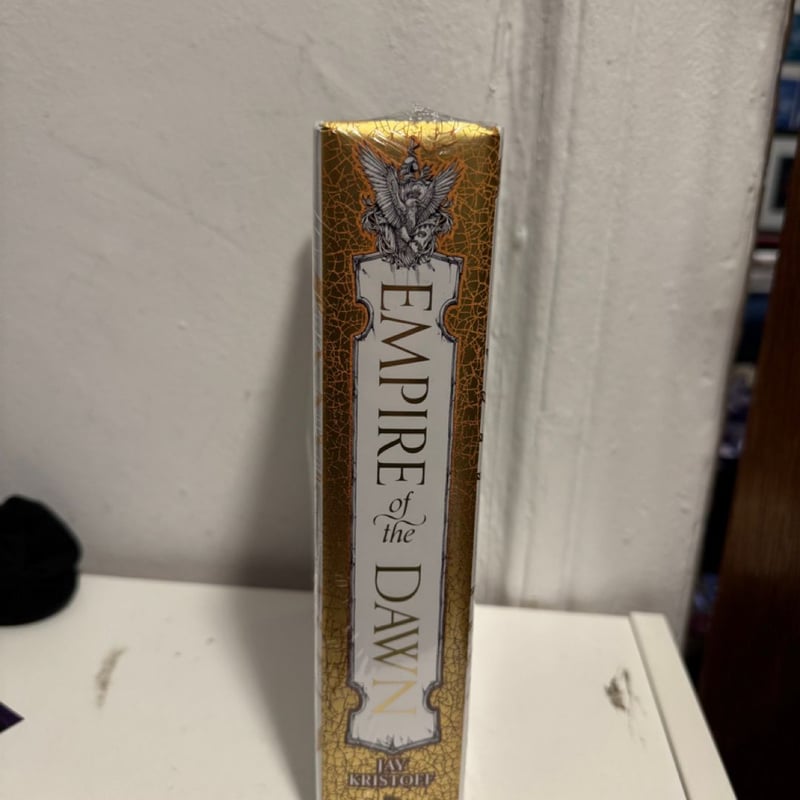 EMPIRE
of
the
DAWN
JAY
KRISTOFF